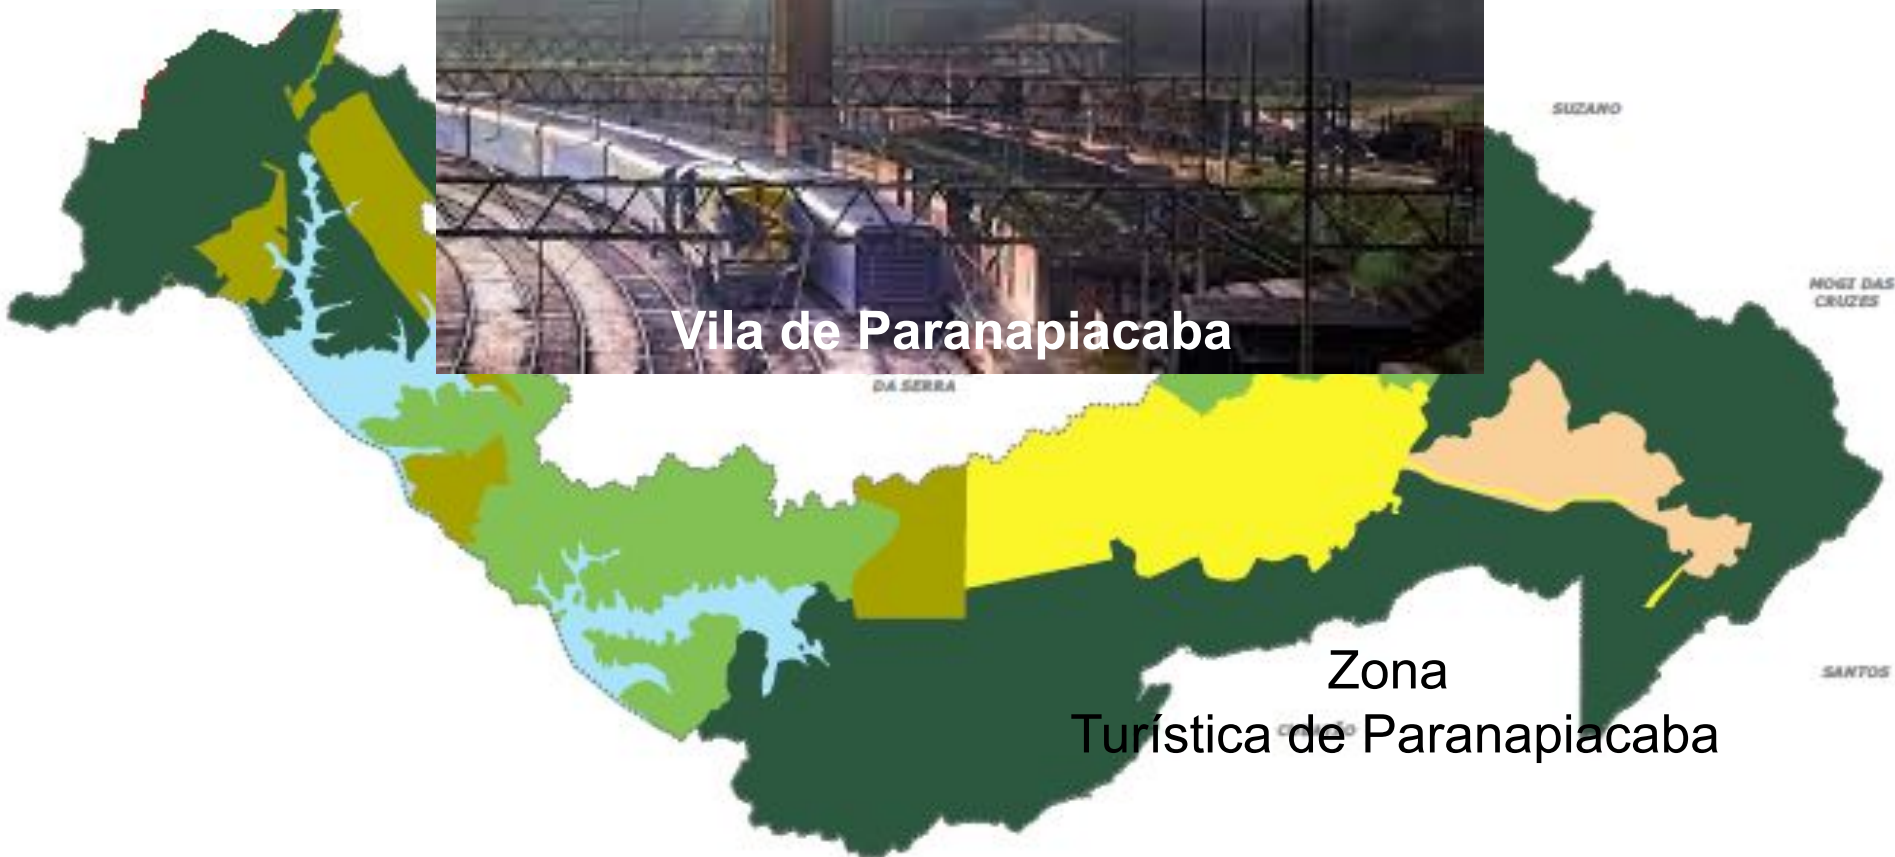 SUZANO
MOGI DAS
CRUZES
Vila de Paranapiacaba
DA SERRA
Zona
SANTOS
Turística de Paranapiacaba